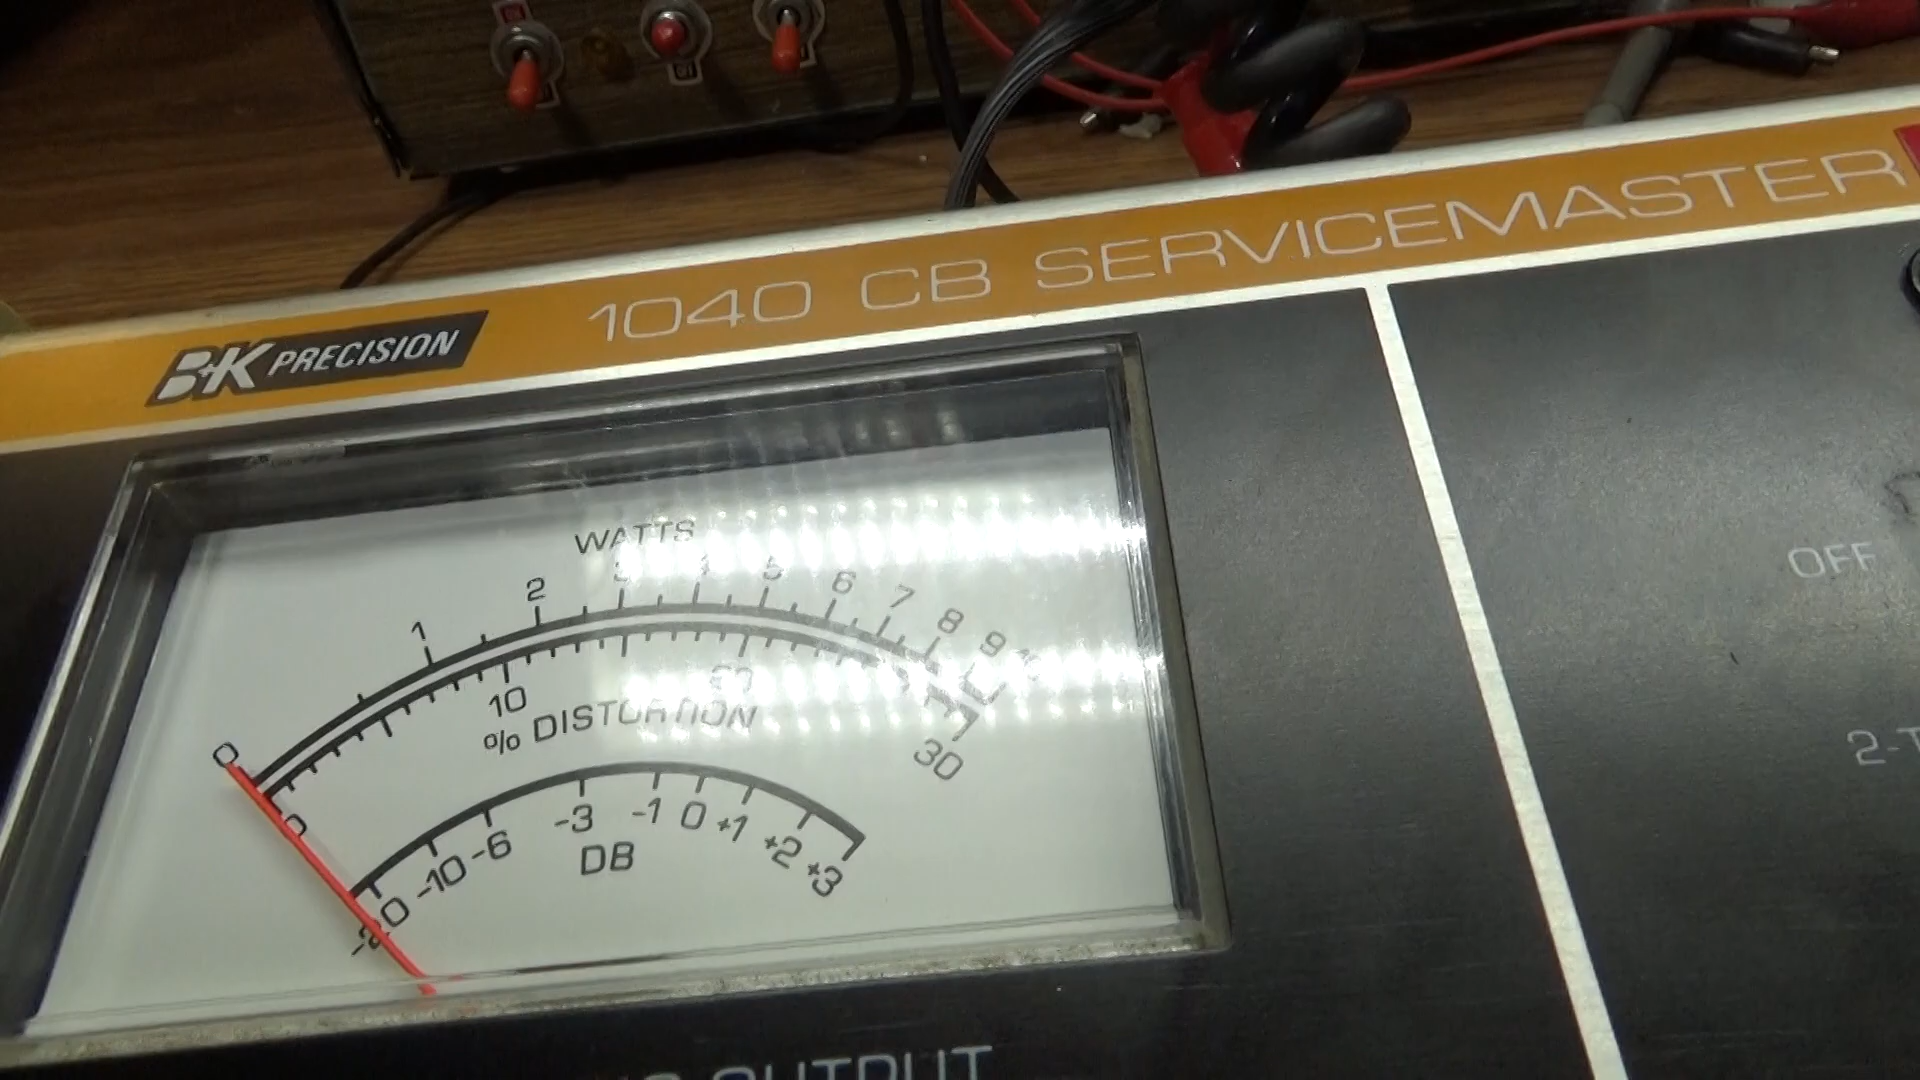 B+K PRECISION
1040 CB SERVICEMASTER
WATTS
0 1 2 3 4 5 6 7 8 9 10
0 10 20 30
% DISTORTION
-20 -10 -6 -3 -1 0 +1 +2 +3
DB
OFF
OUTPUT